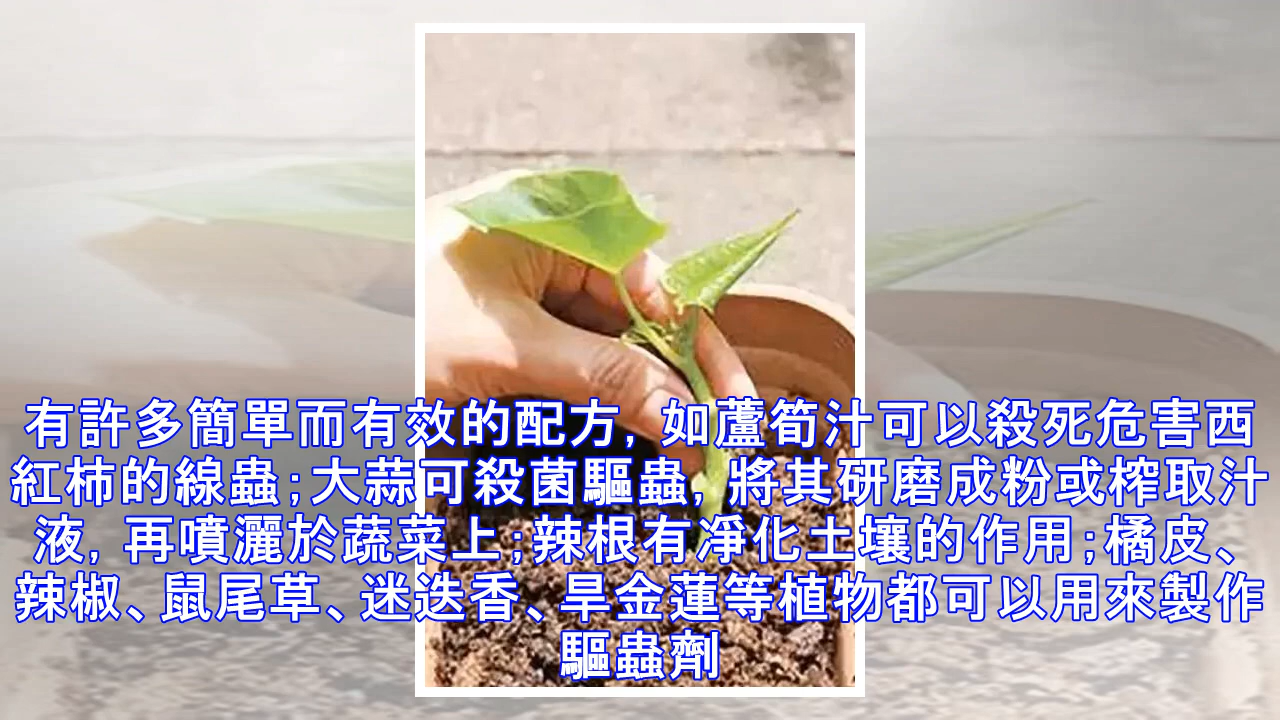 有許多簡單而有效的配方, 如蘆筍汁可以殺死危害西
紅柿的線蟲;大蒜可殺菌驅蟲, 將其研磨成粉或榨取汁
液, 再噴灑於蔬菜上;辣根有凈化土壤的作用;橘皮、
辣椒、鼠尾草、迷迭香、旱金蓮等植物都可以用來製作
驅蟲劑